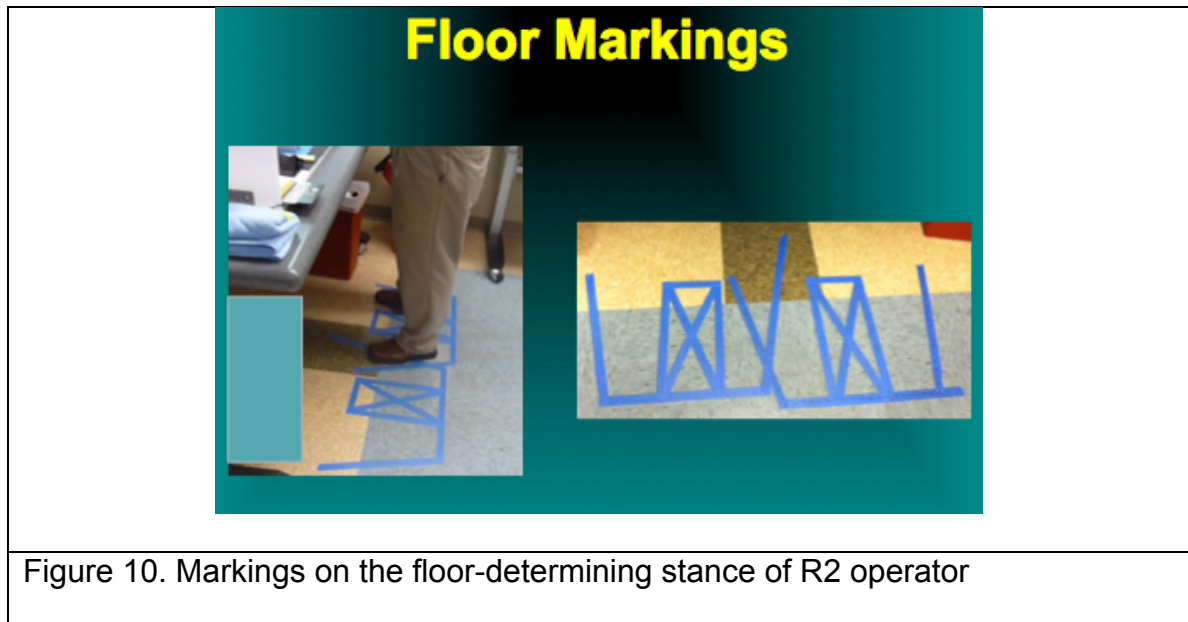 Floor Markings
Figure 10. Markings on the floor-determining stance of R2 operator